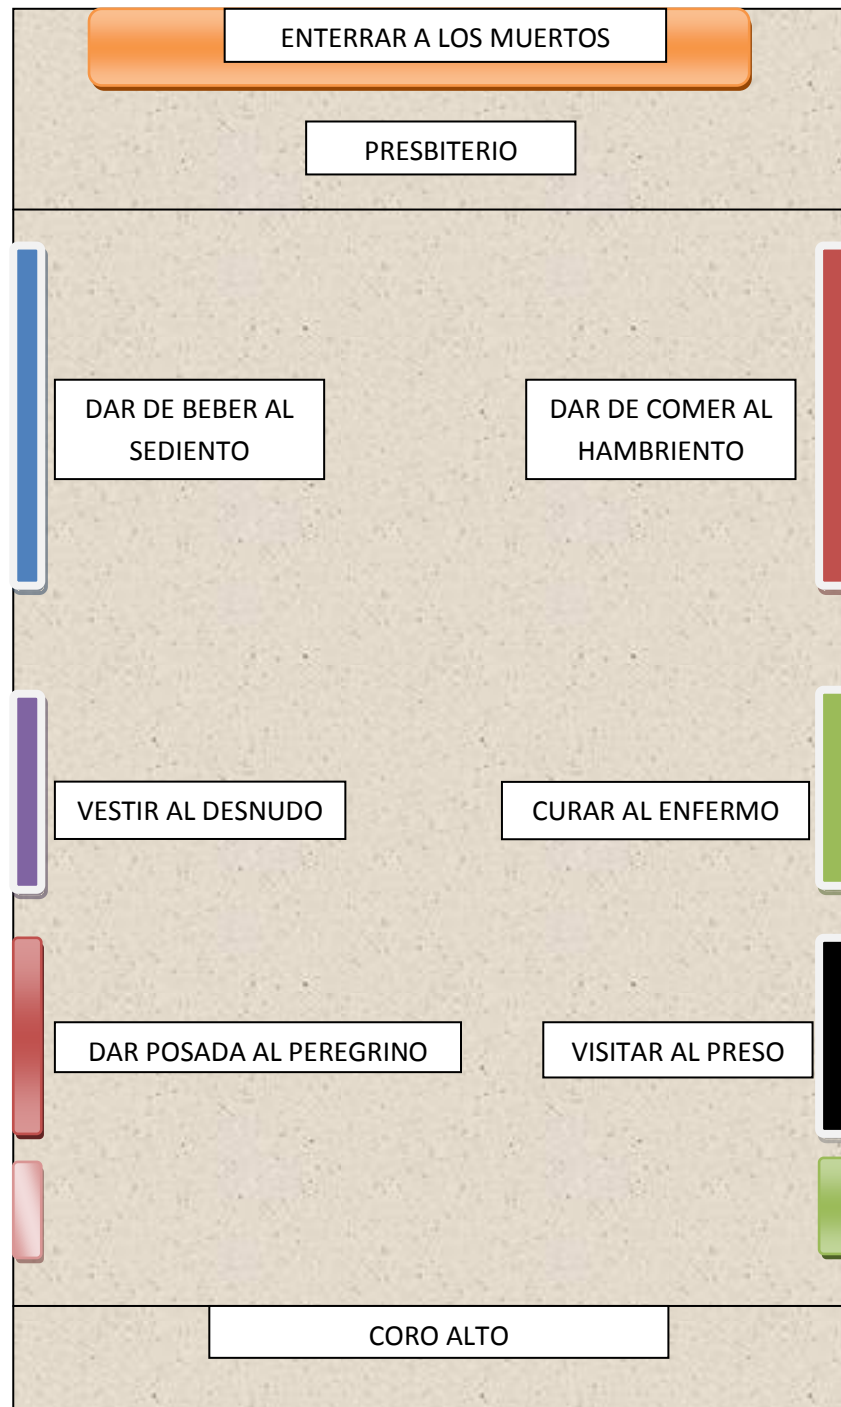 ENTERRAR A LOS MUERTOS
PRESBITERIO
DAR DE BEBER AL
SEDIENTO
DAR DE COMER AL
HAMBRIENTO
VESTIR AL DESNUDO
CURAR AL ENFERMO
DAR POSADA AL PEREGRINO
VISITAR AL PRESO
CORO ALTO